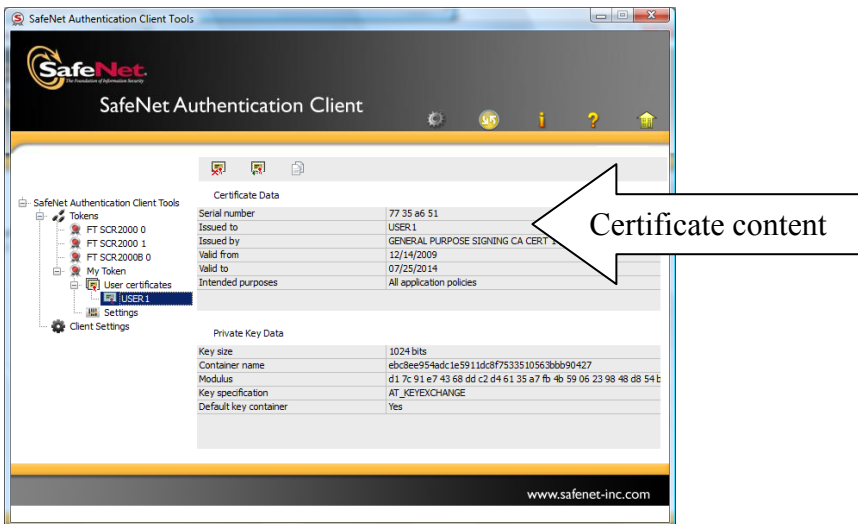 SafeNet Authentication Client Tools
SafeNet.
The Foundation of Information Security
SafeNet Authentication Client
SafeNet Authentication Client Tools
Tokens
FT SCR2000 0
FT SCR2000 1
FT SCR2000B 0
My Token
User certificates
USER1
Settings
Client Settings
Certificate Data
Serial number 77 35 a6 51
Issued to USER1
Issued by GENERAL PURPOSE SIGNING CA CERT
Valid from 12/14/2009
Valid to 07/25/2014
Intended purposes All application policies
Private Key Data
Key size 1024 bits
Container name ebc8ee954adc1e5911dc8f7533510563bbb90427
Modulus d1 7c 91 e7 43 68 dd c2 d4 61 35 a7 fb 4b 59 06 23 98 48 d8 54
Key specification AT_KEYEXCHANGE
Default key container Yes
Certificate content
www.safenet-inc.com